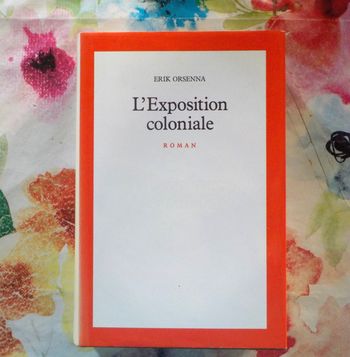 ERIK ORSENNA
L'Exposition
coloniale
ROMAN